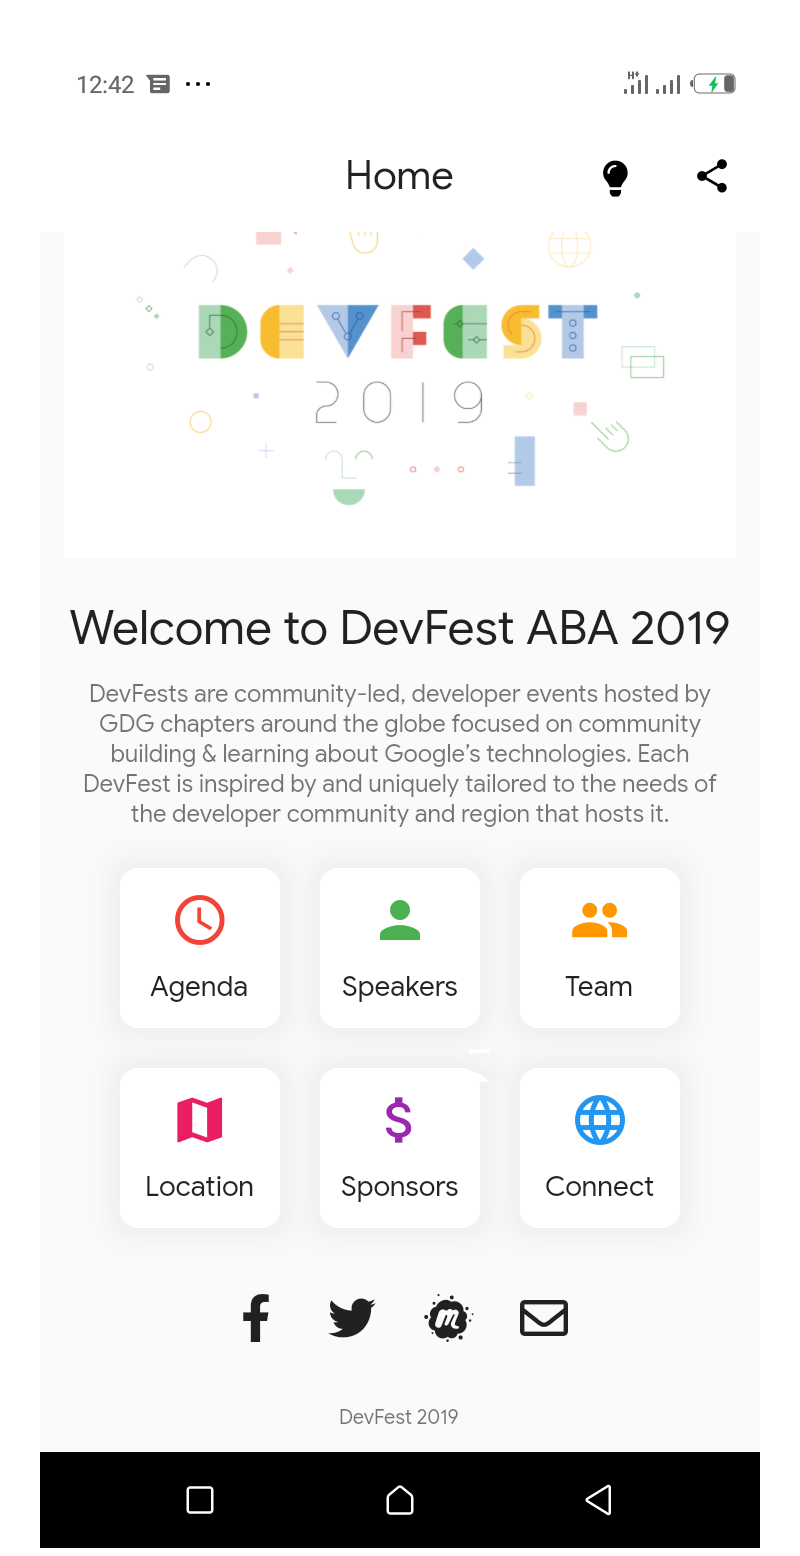 12:42
H+
Home
DEVFEST
2019
Welcome to DevFest ABA 2019
DevFests are community-led, developer events hosted by
GDG chapters around the globe focused on community
building & learning about Google’s technologies. Each
DevFest is inspired by and uniquely tailored to the needs of
the developer community and region that hosts it.
Agenda Speakers Team
Location Sponsors Connect
DevFest 2019